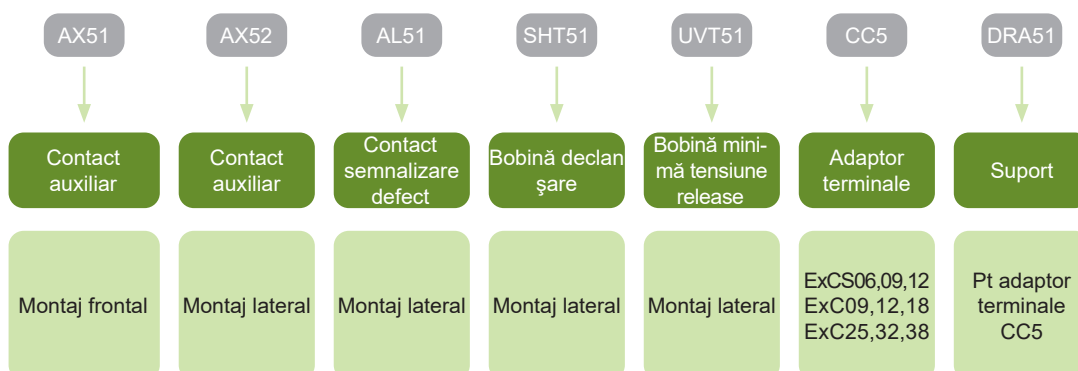 AX51
AX52
AL51
SHT51
UVT51
CC5
DRA51
Contact
auxiliar
Contact
auxiliar
Contact
semnalizare
defect
Bobină declan
şare
Bobină mini-
mă tensiune
release
Adaptor
terminale
Suport
Montaj frontal
Montaj lateral
Montaj lateral
Montaj lateral
Montaj lateral
ExCS06,09,12
ExC09,12,18
ExC25,32,38
Pt adaptor
terminale
CC5